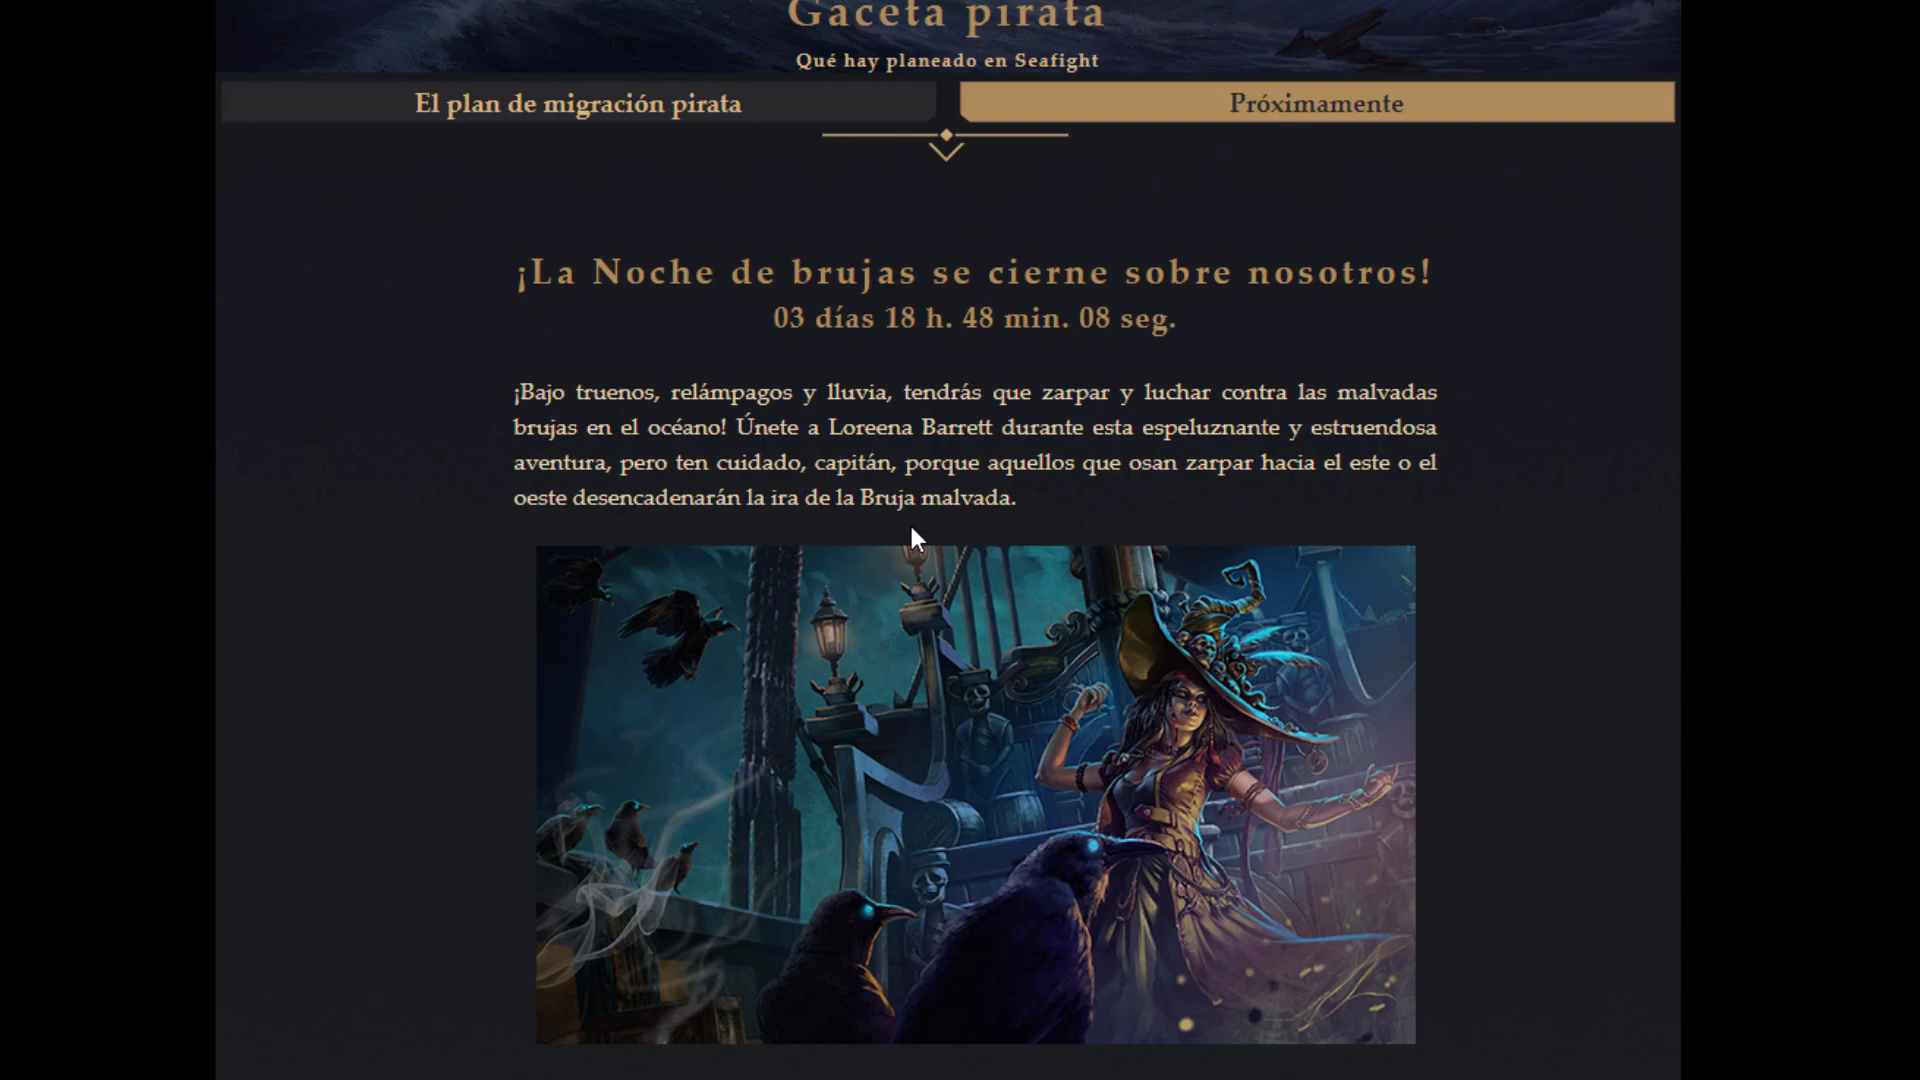 Gaceta pirata
Qué hay planeado en Seafight
El plan de migración pirata
Próximamente
¡La Noche de brujas se cierne sobre nosotros!
03 días 18 h. 48 min. 08 seg.
¡Bajo truenos, relámpagos y lluvia, tendrás que zarpar y luchar contra las malvadas
brujas en el océano! Únete a Loreena Barrett durante esta espeluznante y estruendosa
aventura, pero ten cuidado, capitán, porque aquellos que osan zarpar hacia el este o el
oeste desencadenarán la ira de la Bruja malvada.